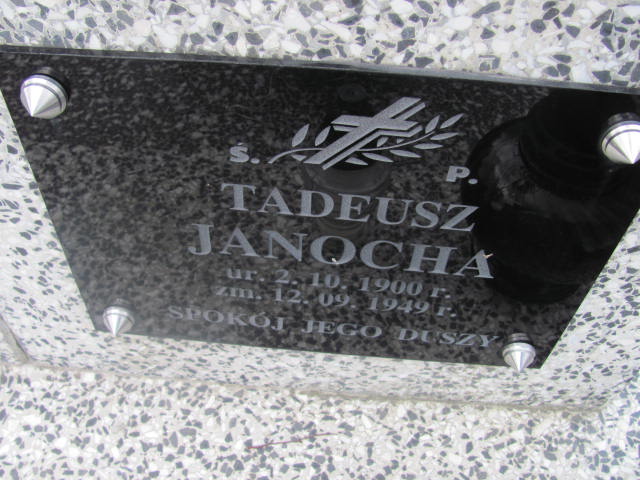 Ś. P.
TADEUSZ
JANOCHA
ur. 2. 10. 1900 r.
zm. 12. 09. 1949 r.
SPOKÓJ JEGO DUSZY